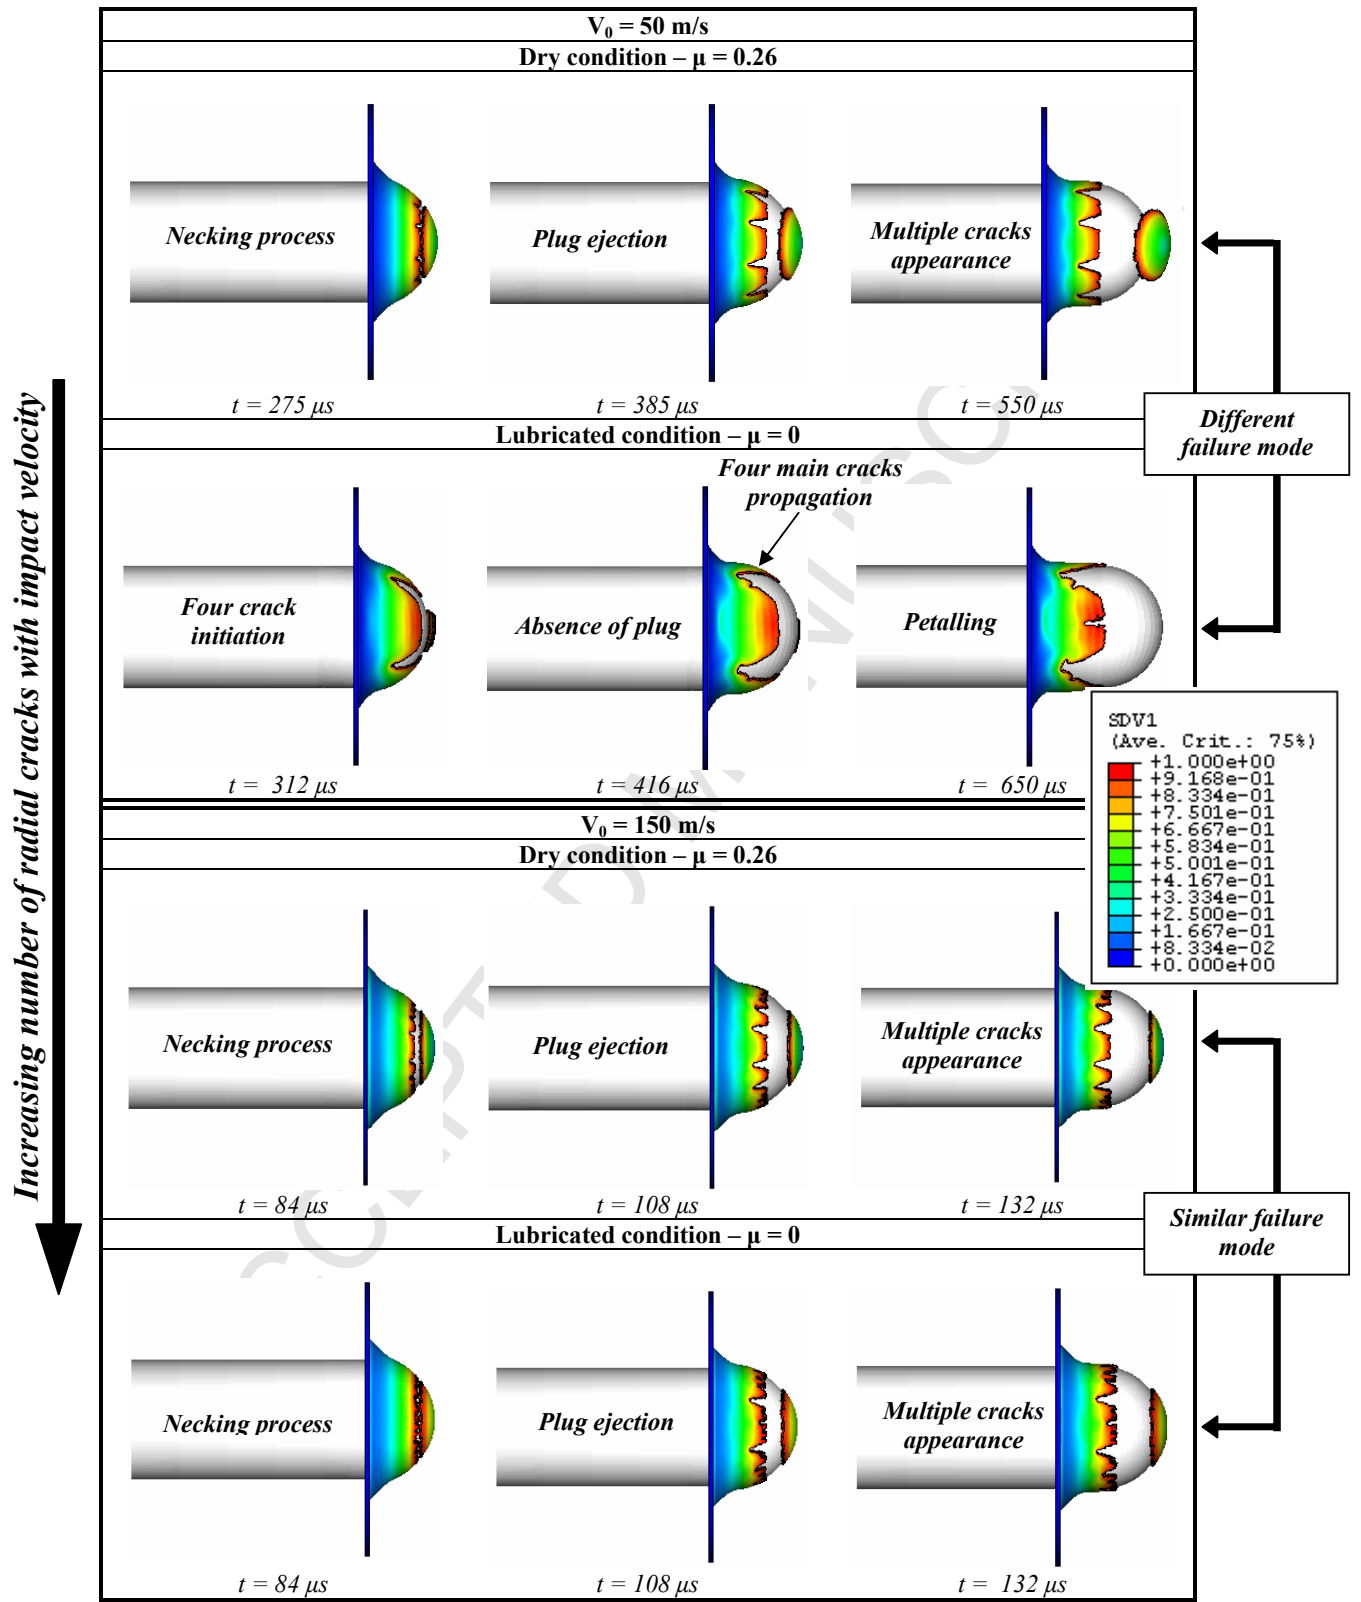 V₀ = 50 m/s
Dry condition – μ = 0.26
Necking process
Plug ejection
Multiple cracks
appearance
t = 275 μs
t = 385 μs
t = 550 μs
Different
failure mode
Lubricated condition – μ = 0
Four main cracks
propagation
Four crack
initiation
Absence of plug
Petalling
t = 312 μs
t = 416 μs
t = 650 μs
SDV1
(Ave. Crit.: 75%)
+1.000e+00
+9.168e-01
+8.334e-01
+7.501e-01
+6.667e-01
+5.834e-01
+5.001e-01
+4.167e-01
+3.334e-01
+2.500e-01
+1.667e-01
+8.334e-02
+0.000e+00
V₀ = 150 m/s
Dry condition – μ = 0.26
Necking process
Plug ejection
Multiple cracks
appearance
t = 84 μs
t = 108 μs
t = 132 μs
Similar failure
mode
Lubricated condition – μ = 0
Necking process
Plug ejection
Multiple cracks
appearance
t = 84 μs
t = 108 μs
t = 132 μs
Increasing number of radial cracks with impact velocity